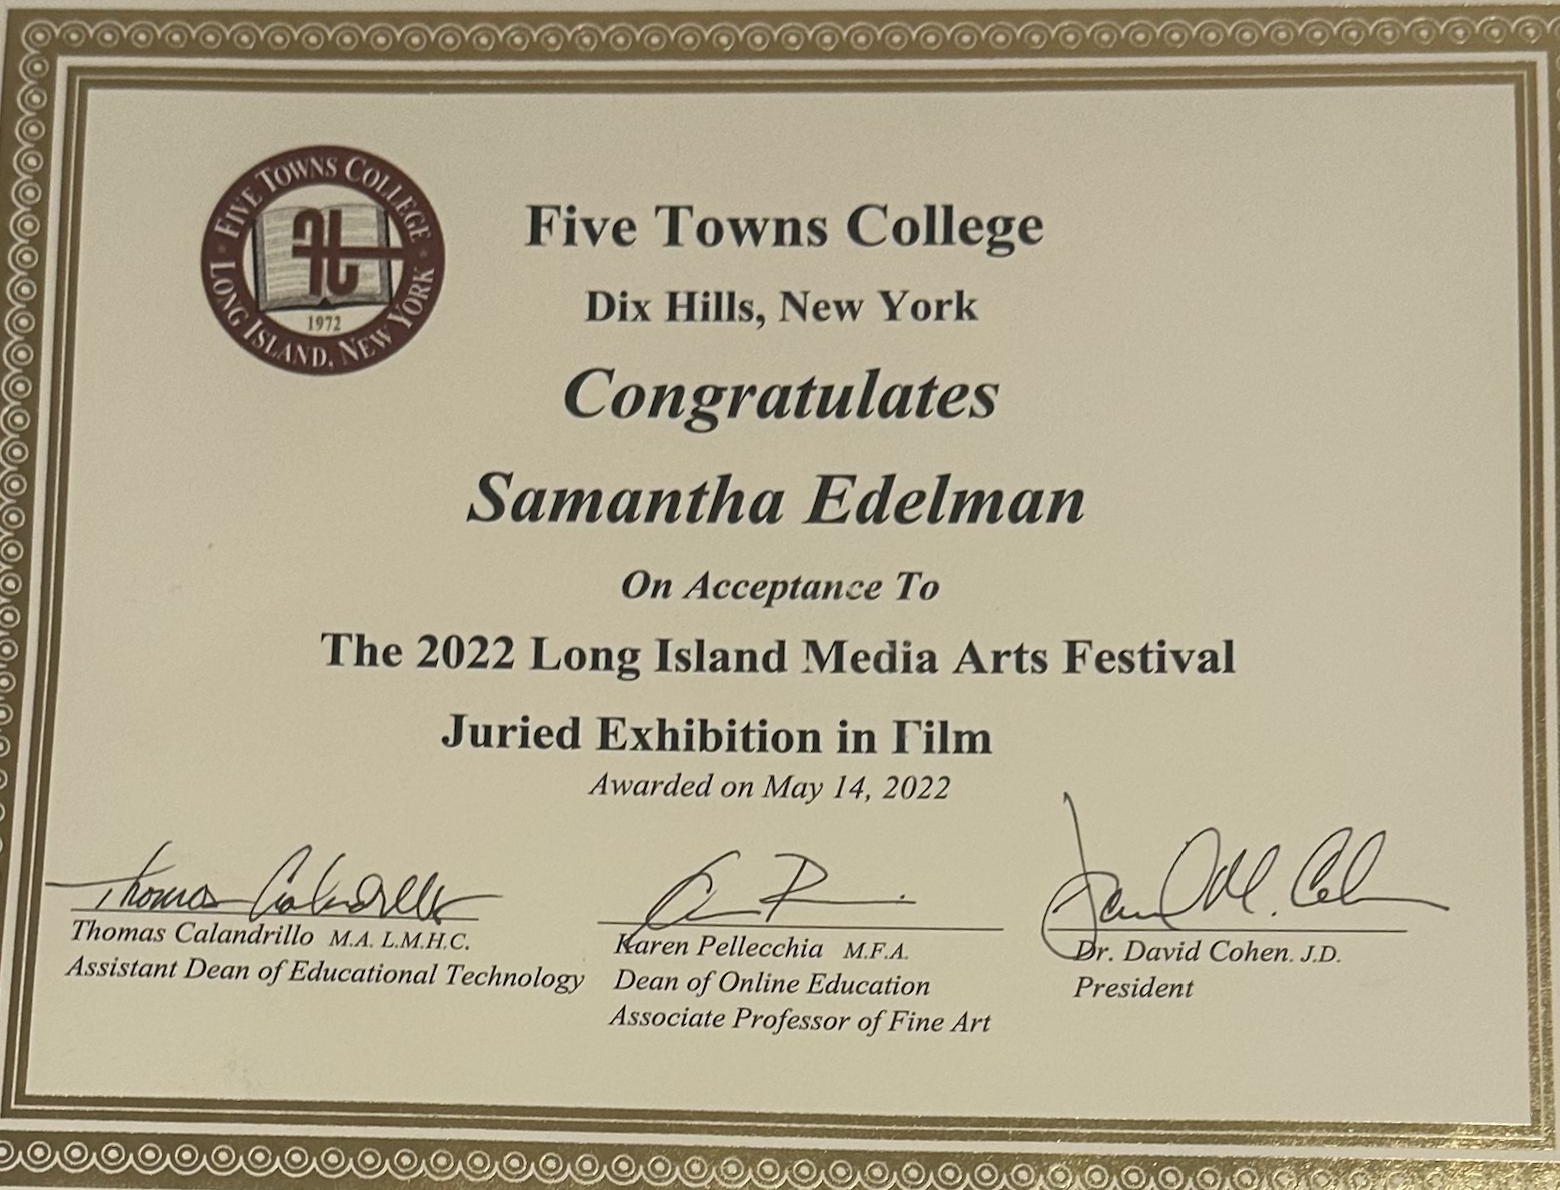 FIVE TOWNS COLLEGE
LONG ISLAND, NEW YORK
1972
Five Towns College
Dix Hills, New York
Congratulates
Samantha Edelman
On Acceptance To
The 2022 Long Island Media Arts Festival
Juried Exhibition in Film
Awarded on May 14, 2022
Thomas Calandrillo
Thomas Calandrillo M.A. L.M.H.C.
Assistant Dean of Educational Technology
Karen Pellecchia M.F.A.
Dean of Online Education
Associate Professor of Fine Art
Dr. David Cohen. J.D.
President